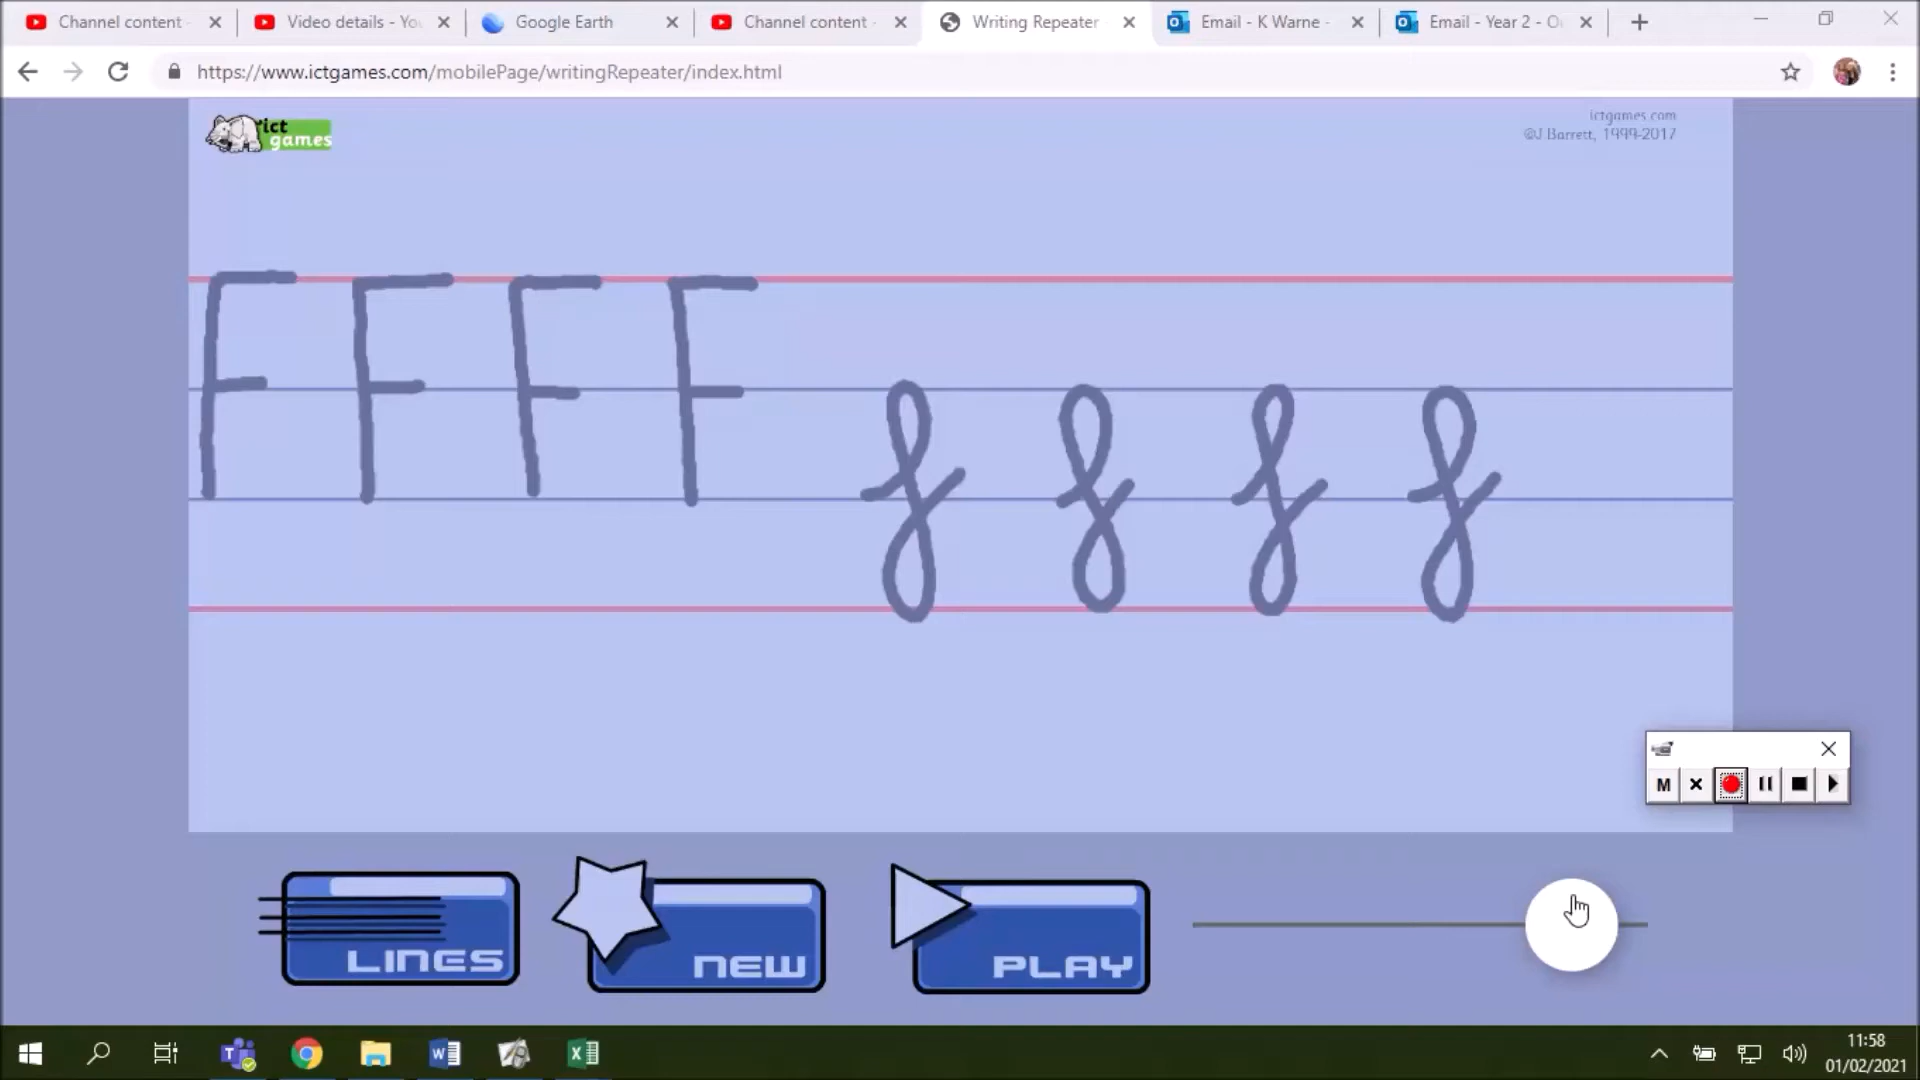 Channel content
Video details - You
Google Earth
Channel content -
Writing Repeater
Email - K Warne -
Email - Year 2 - O
https://www.ictgames.com/mobilePage/writingRepeater/index.html
ict
games
ictgames.com
©J Barrett, 1999-2017
F F F F f f f f
M
LINES
NEW
PLAY
11:58
01/02/2021